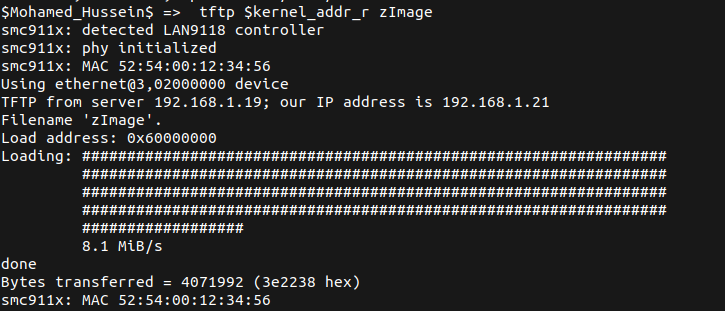 $Mohamed_Hussein$ =>  tftp $kernel_addr_r zImage
smc911x: detected LAN9118 controller
smc911x: phy initialized
smc911x: MAC 52:54:00:12:34:56
Using ethernet@3,02000000 device
TFTP from server 192.168.1.19; our IP address is 192.168.1.21
Filename 'zImage'.
Load address: 0x60000000
Loading: #################################################################
         #################################################################
         #################################################################
         #################################################################
         ##################
         8.1 MiB/s
done
Bytes transferred = 4071992 (3e2238 hex)
smc911x: MAC 52:54:00:12:34:56